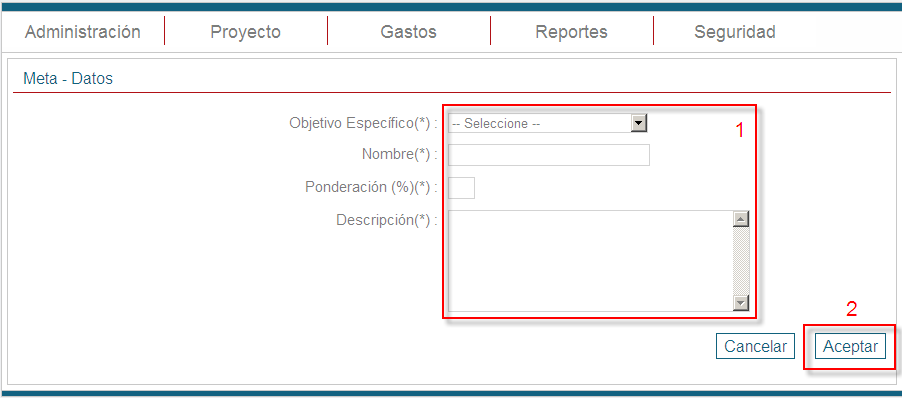 Administración Proyecto Gastos Reportes Seguridad
Meta - Datos
Objetivo Específico(*) : -- Seleccione -- 1
Nombre(*) :
Ponderación (%)(*) :
Descripción(*) :
2
Cancelar Aceptar